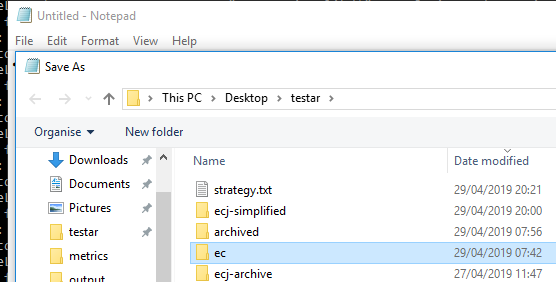 Untitled - Notepad
File Edit Format View Help
Save As
This PC > Desktop > testar >
Organise New folder
Name Date modified
Downloads
Documents
Pictures
testar
metrics
output
strategy.txt 29/04/2019 20:21
ecj-simplified 29/04/2019 20:00
archived 29/04/2019 07:56
ec 29/04/2019 07:42
ecj-archive 27/04/2019 11:47